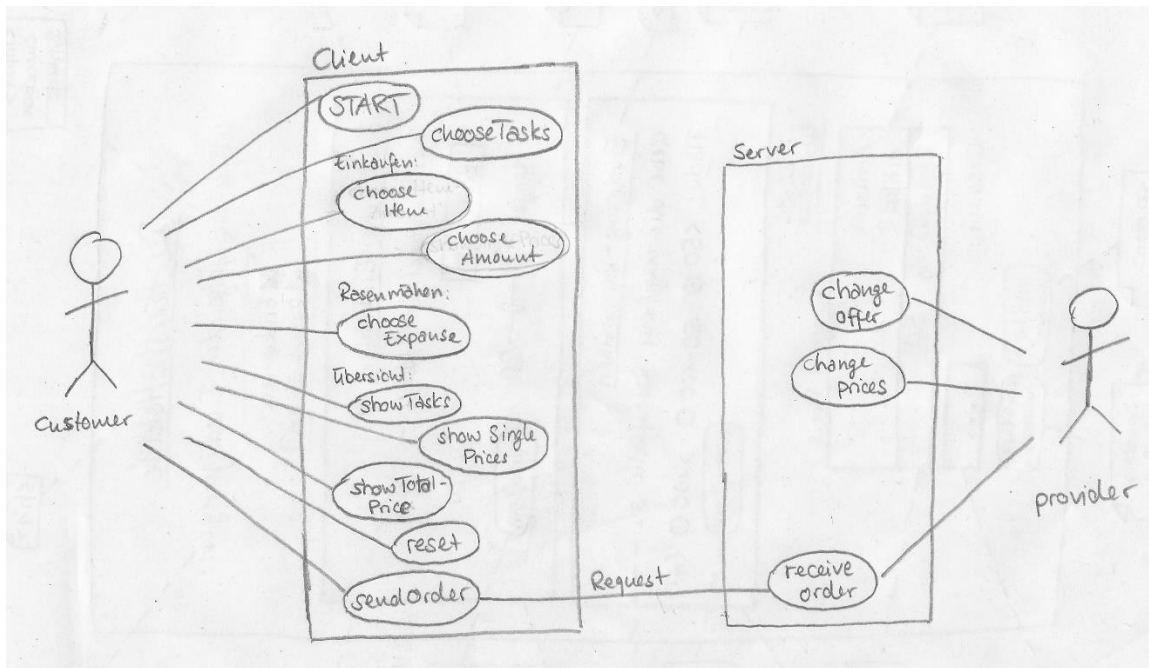 Client
START
chooseTasks
Einkaufen:
choose
Item
choose
Amount
Rasenmähen:
choose
Expanse
Übersicht:
showTasks
show Single
Prices
showTotal-
Price
reset
sendOrder
Customer
Request
Server
change
offer
change
prices
receive
order
provider